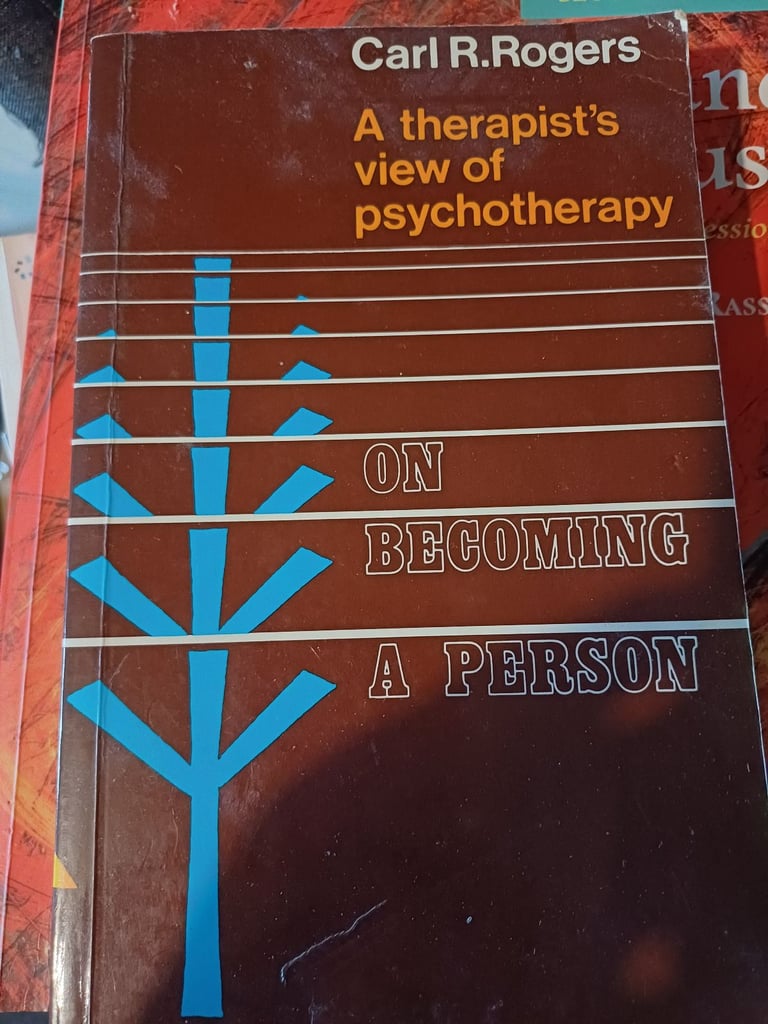 Carl R.Rogers
A therapist's
view of
psychotherapy
ON
BECOMING
A PERSON